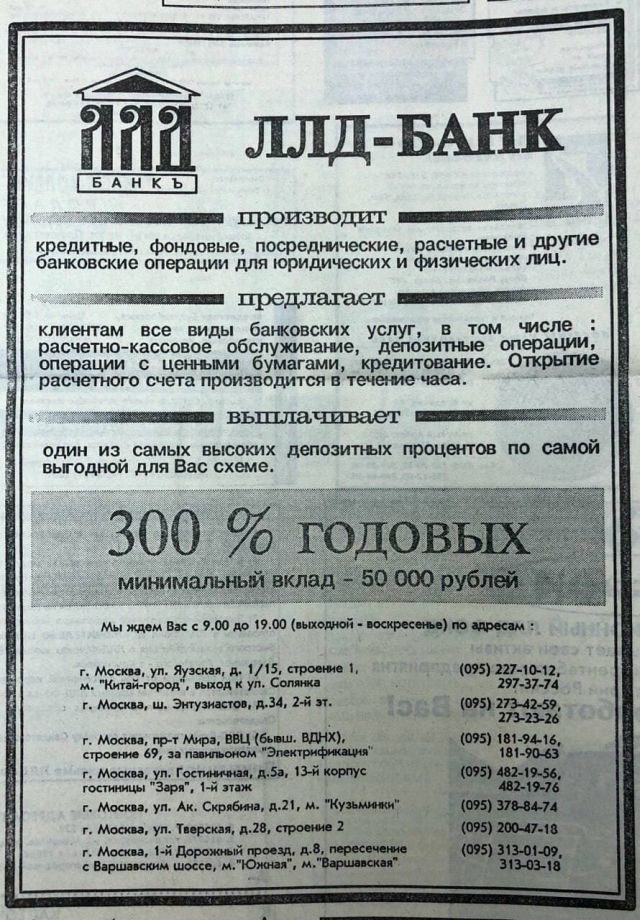 ЛЛД
БАНКЪ
ЛЛД-БАНК
производит
кредитные, фондовые, посреднические, расчетные и другие
банковские операции для юридических и физических лиц.
предлагает
клиентам все виды банковских услуг, в том числе :
расчетно-кассовое обслуживание, депозитные операции,
операции с ценными бумагами, кредитование. Открытие
расчетного счета производится в течение часа.
выплачивает
один из самых высоких депозитных процентов по самой
выгодной для Вас схеме.
300 % ГОДОВЫХ
минимальный вклад - 50 000 рублей
Мы ждем Вас с 9.00 до 19.00 (выходной - воскресенье) по адресам :
г. Москва, ул. Яузская, д. 1/15, строение 1, (095) 227-10-12,
м. "Китай-город", выход к ул. Солянка 297-37-74
г. Москва, ш. Энтузиастов, д.34, 2-й эт. (095) 273-42-59,
273-23-26
г. Москва, пр-т Мира, ВВЦ (бывш. ВДНХ), (095) 181-94-16,
строение 69, за павильоном "Электрификация" 181-90-63
г. Москва, ул. Гостиничная, д.5а, 13-й корпус (095) 482-19-56,
гостиницы "Заря", 1-й этаж 482-19-76
г. Москва, ул. Ак. Скрябина, д.21, м. "Кузьминки" (095) 378-84-74
г. Москва, ул. Тверская, д.28, строение 2 (095) 200-47-18
г. Москва, 1-й Дорожный проезд, д.8, пересечение (095) 313-01-09,
с Варшавским шоссе, м."Южная", м."Варшавская" 313-03-18